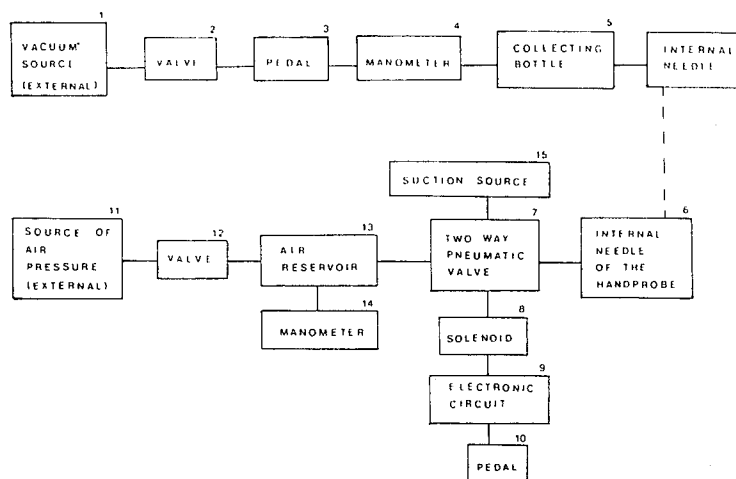 1
VACUUM
SOURCE
(EXTERNAL)
2
VALVE
3
PEDAL
4
MANOMETER
5
COLLECTING
BOTTLE
INTERNAL
NEEDLE
15
SUCTION SOURCE
11
SOURCE OF
AIR
PRESSURE
(EXTERNAL)
12
VALVE
13
AIR
RESERVOIR
7
TWO WAY
PNEUMATIC
VALVE
6
INTERNAL
NEEDLE
OF THE
HANDPROBE
14
MANOMETER
8
SOLENOID
9
ELECTRONIC
CIRCUIT
10
PEDAL